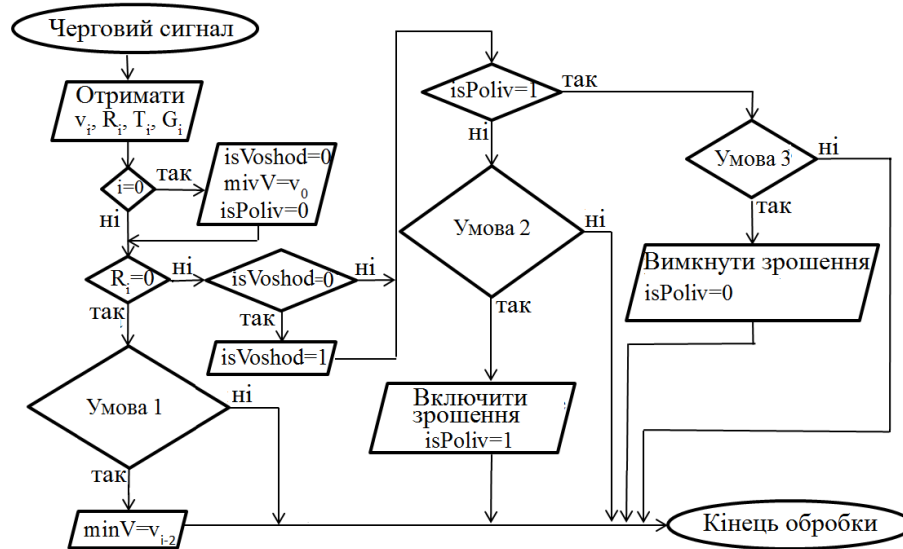 Черговий сигнал
Отримати
vᵢ, Rᵢ, Tᵢ, Gᵢ
i=0
так
ні
isVoshod=0
mivV=v₀
isPoliv=0
Rᵢ=0
ні
так
isVoshod=0
ні
так
isVoshod=1
Умова 1
ні
так
minV=vᵢ₋₂
isPoliv=1
так
ні
Умова 2
ні
так
Включити
зрошення
isPoliv=1
Умова 3
ні
так
Вимкнути зрошення
isPoliv=0
Кінець обробки